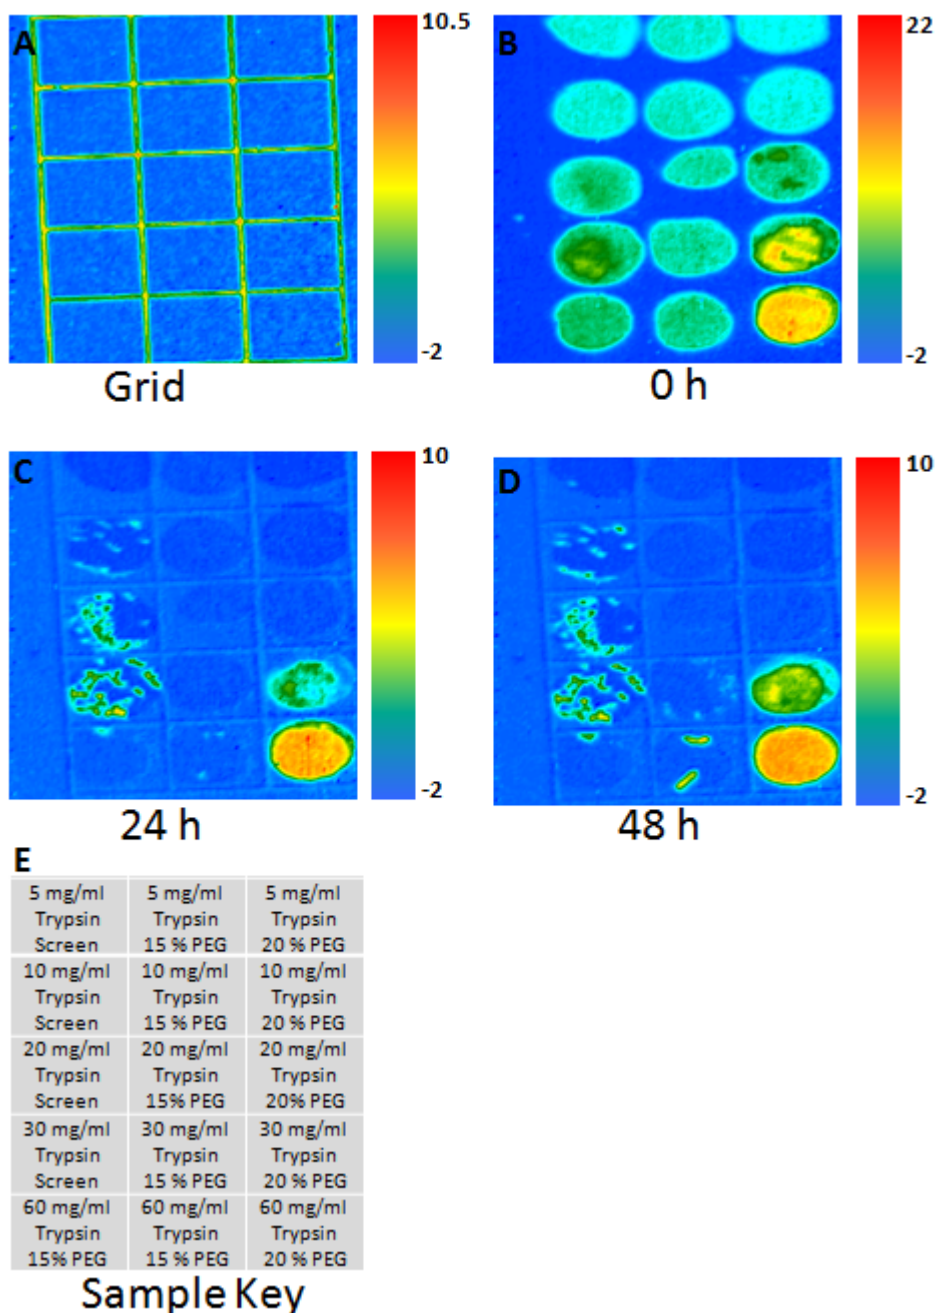 A
10.5
-2
Grid
B
22
-2
0 h
C
10
-2
24 h
D
10
-2
48 h
E
5 mg/ml 5 mg/ml 5 mg/ml
Trypsin Trypsin Trypsin
Screen 15 % PEG 20 % PEG
10 mg/ml 10 mg/ml 10 mg/ml
Trypsin Trypsin Trypsin
Screen 15 % PEG 20 % PEG
20 mg/ml 20 mg/ml 20 mg/ml
Trypsin Trypsin Trypsin
Screen 15% PEG 20% PEG
30 mg/ml 30 mg/ml 30 mg/ml
Trypsin Trypsin Trypsin
Screen 15 % PEG 20 % PEG
60 mg/ml 60 mg/ml 60 mg/ml
Trypsin Trypsin Trypsin
15% PEG 15 % PEG 20 % PEG
Sample Key